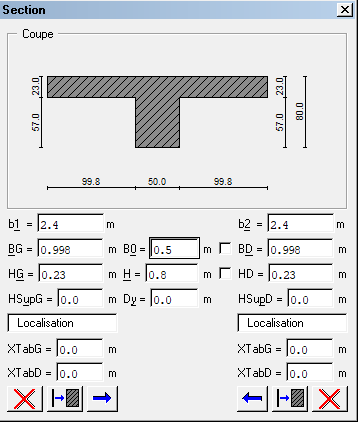 Section
Coupe
23.0 23.0
57.0 57.0 80.0
99.8 50.0 99.8
b1 = 2.4 m b2 = 2.4 m
BG = 0.998 m B0 = 0.5 m BD = 0.998 m
HG = 0.23 m H = 0.8 m HD = 0.23 m
HSupG = 0.0 m Dy = 0.0 m HSupD = 0.0 m
Localisation Localisation
XTabG = 0.0 m XTabG = 0.0 m
XTabD = 0.0 m XTabD = 0.0 m